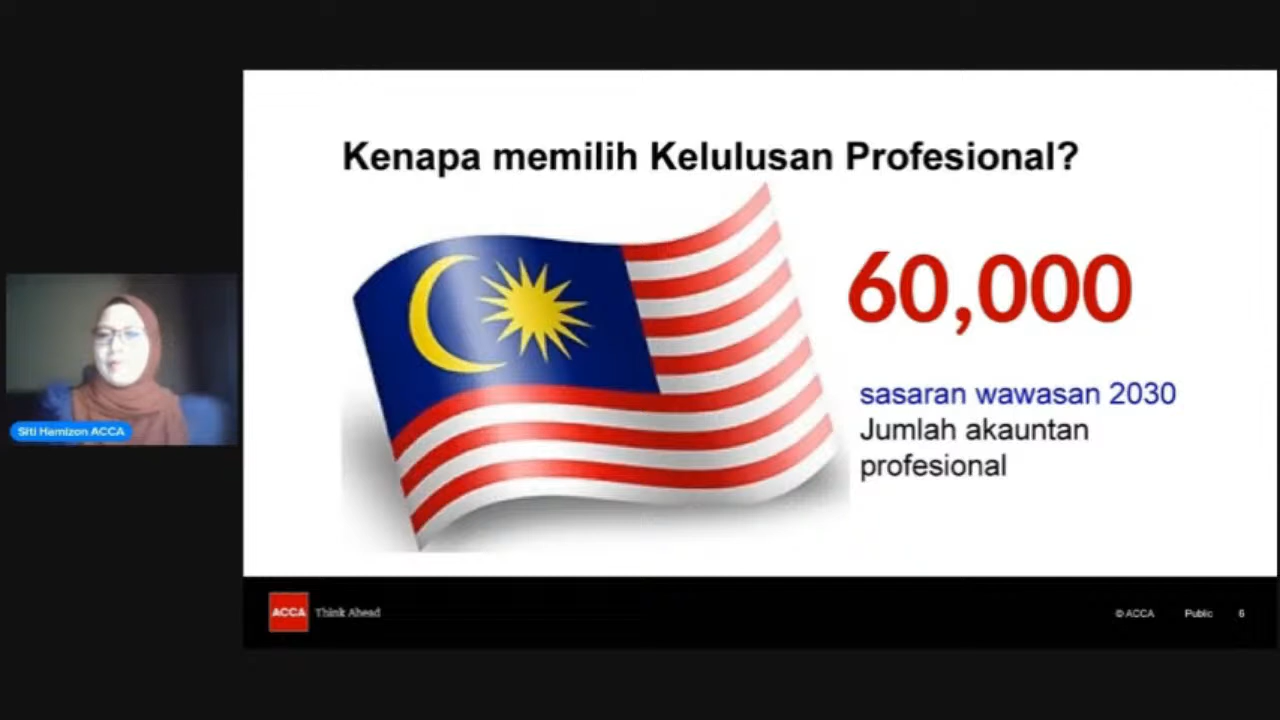 Kenapa memilih Kelulusan Profesional?
60,000
sasaran wawasan 2030
Jumlah akauntan
profesional
Siti Hemizon ACCA
ACCA Think Ahead
© ACCA Public 6